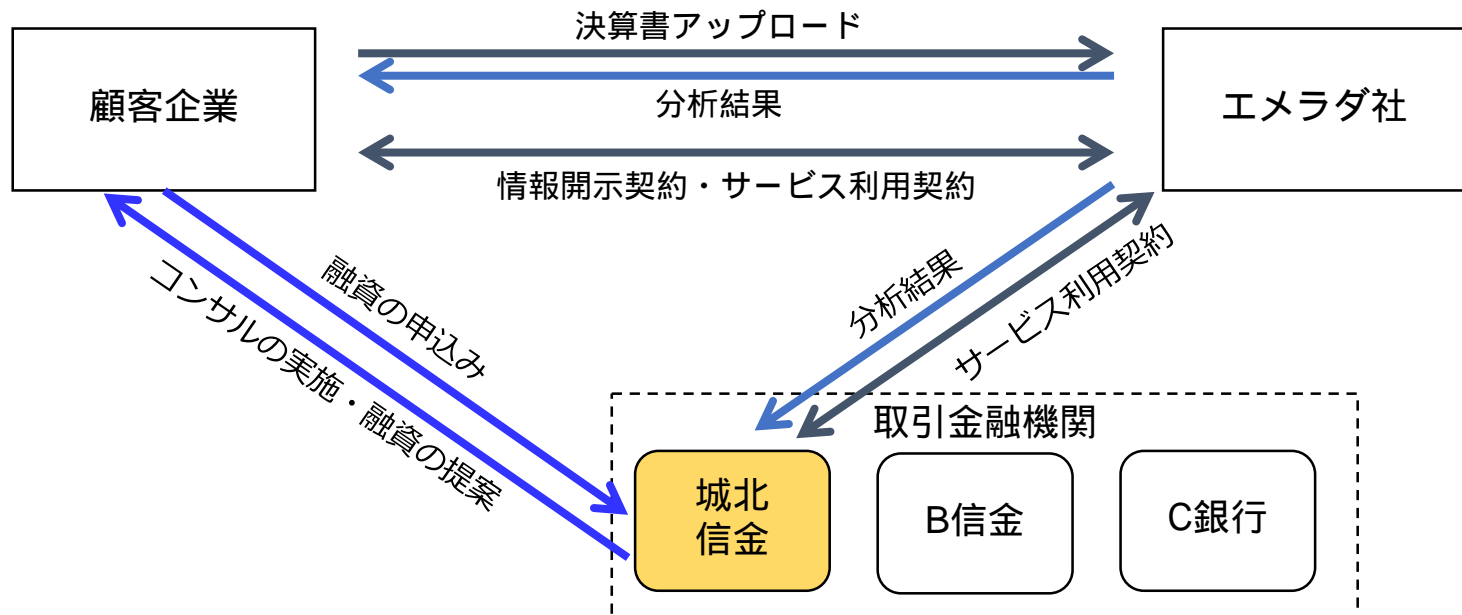 決算書アップロード
顧客企業
エメラダ社
分析結果
情報開示契約・サービス利用契約
融資の申込み
コンサルの実施・融資の提案
分析結果
サービス利用契約
取引金融機関
城北
信金
B信金
C銀行